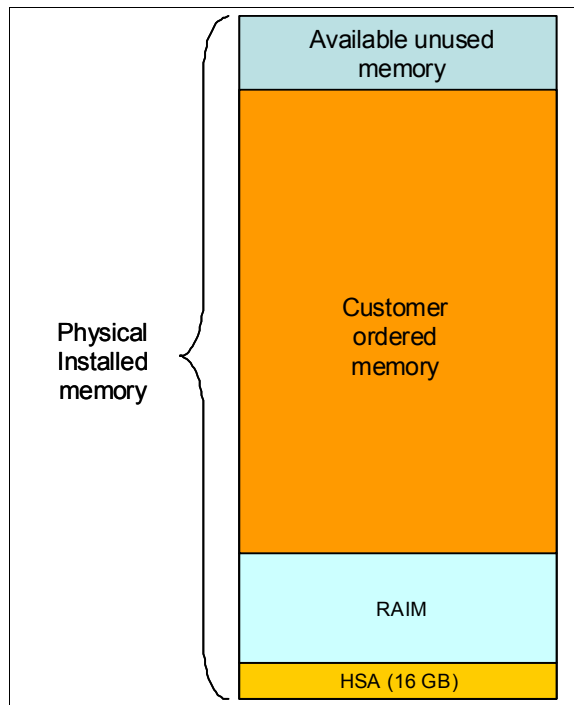 Available unused
memory
Customer
ordered
memory
Physical
Installed
memory
RAIM
HSA (16 GB)